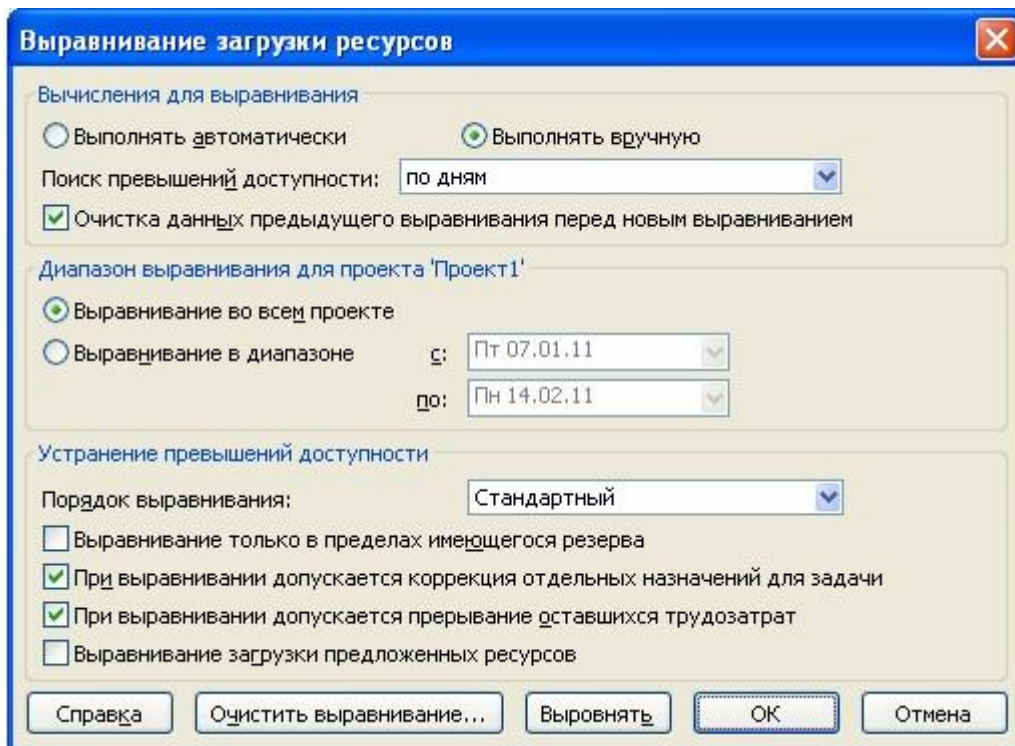 Выравнивание загрузки ресурсов
Вычисления для выравнивания
Выполнять автоматически Выполнять вручную
Поиск превышений доступности: по дням
Очистка данных предыдущего выравнивания перед новым выравниванием
Диапазон выравнивания для проекта 'Проект1'
Выравнивание во всем проекте
Выравнивание в диапазоне с: Пт 07.01.11
по: Пн 14.02.11
Устранение превышений доступности
Порядок выравнивания: Стандартный
Выравнивание только в пределах имеющегося резерва
При выравнивании допускается коррекция отдельных назначений для задачи
При выравнивании допускается прерывание оставшихся трудозатрат
Выравнивание загрузки предложенных ресурсов
Справка Очистить выравнивание... Выровнять ОК Отмена